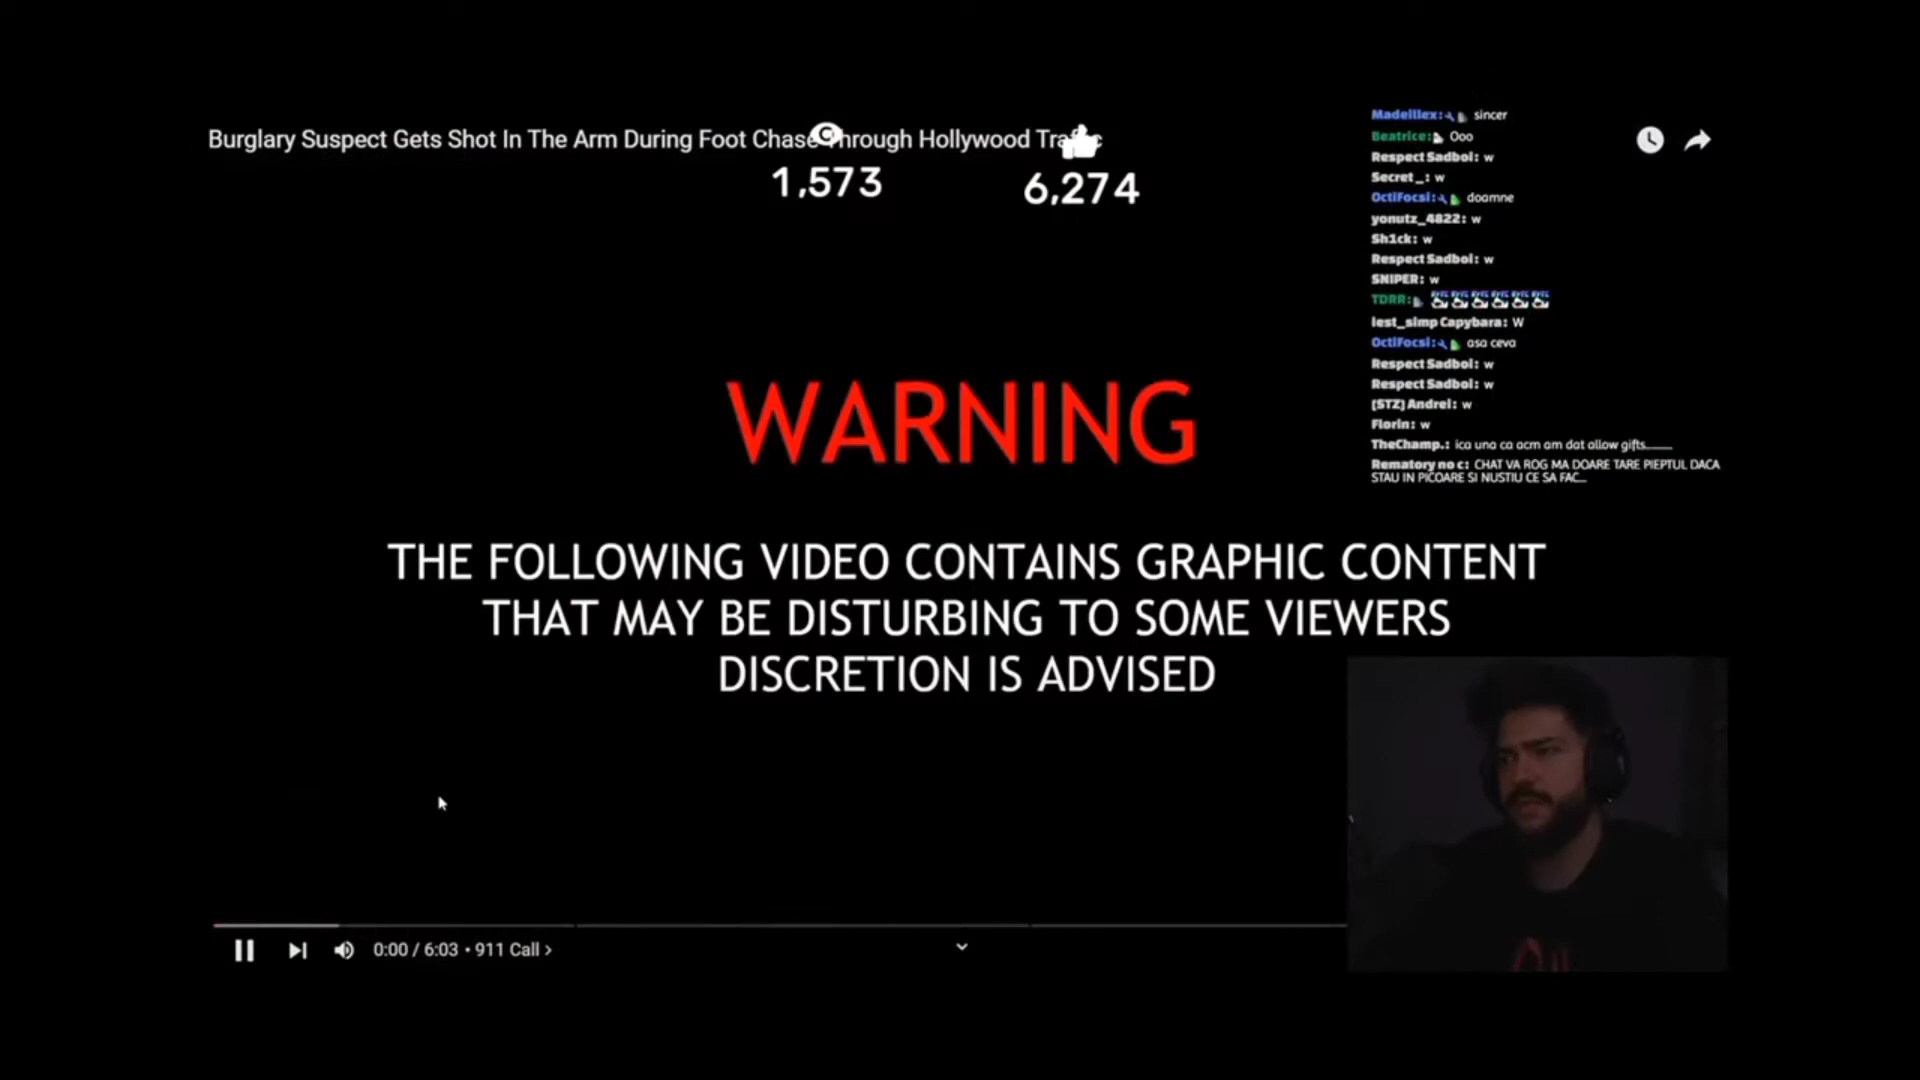 Burglary Suspect Gets Shot In The Arm During Foot Chase Through Hollywood Traffic
1,573
6,274
Madelllex: sincer
Beatrice: Ooo
Respect Sadboi: w
Secret_: w
OctiFocsi: doamne
yonutz_4822: w
Sh1ck: w
Respect Sadboi: w
SNIPER: w
TDRR:
lest_simp Capybara: W
OctiFocsi: asa ceva
Respect Sadboi: w
Respect Sadboi: w
[STZ] Andrei: w
Florin: w
TheChamp.: ica una ca acm am dat allow gifts..........
Rematory no c: CHAT VA ROG MA DOARE TARE PIEPTUL DACA
STAU IN PICOARE SI NUSTIU CE SA FAC...
WARNING
THE FOLLOWING VIDEO CONTAINS GRAPHIC CONTENT
THAT MAY BE DISTURBING TO SOME VIEWERS
DISCRETION IS ADVISED
0:00 / 6:03 • 911 Call >